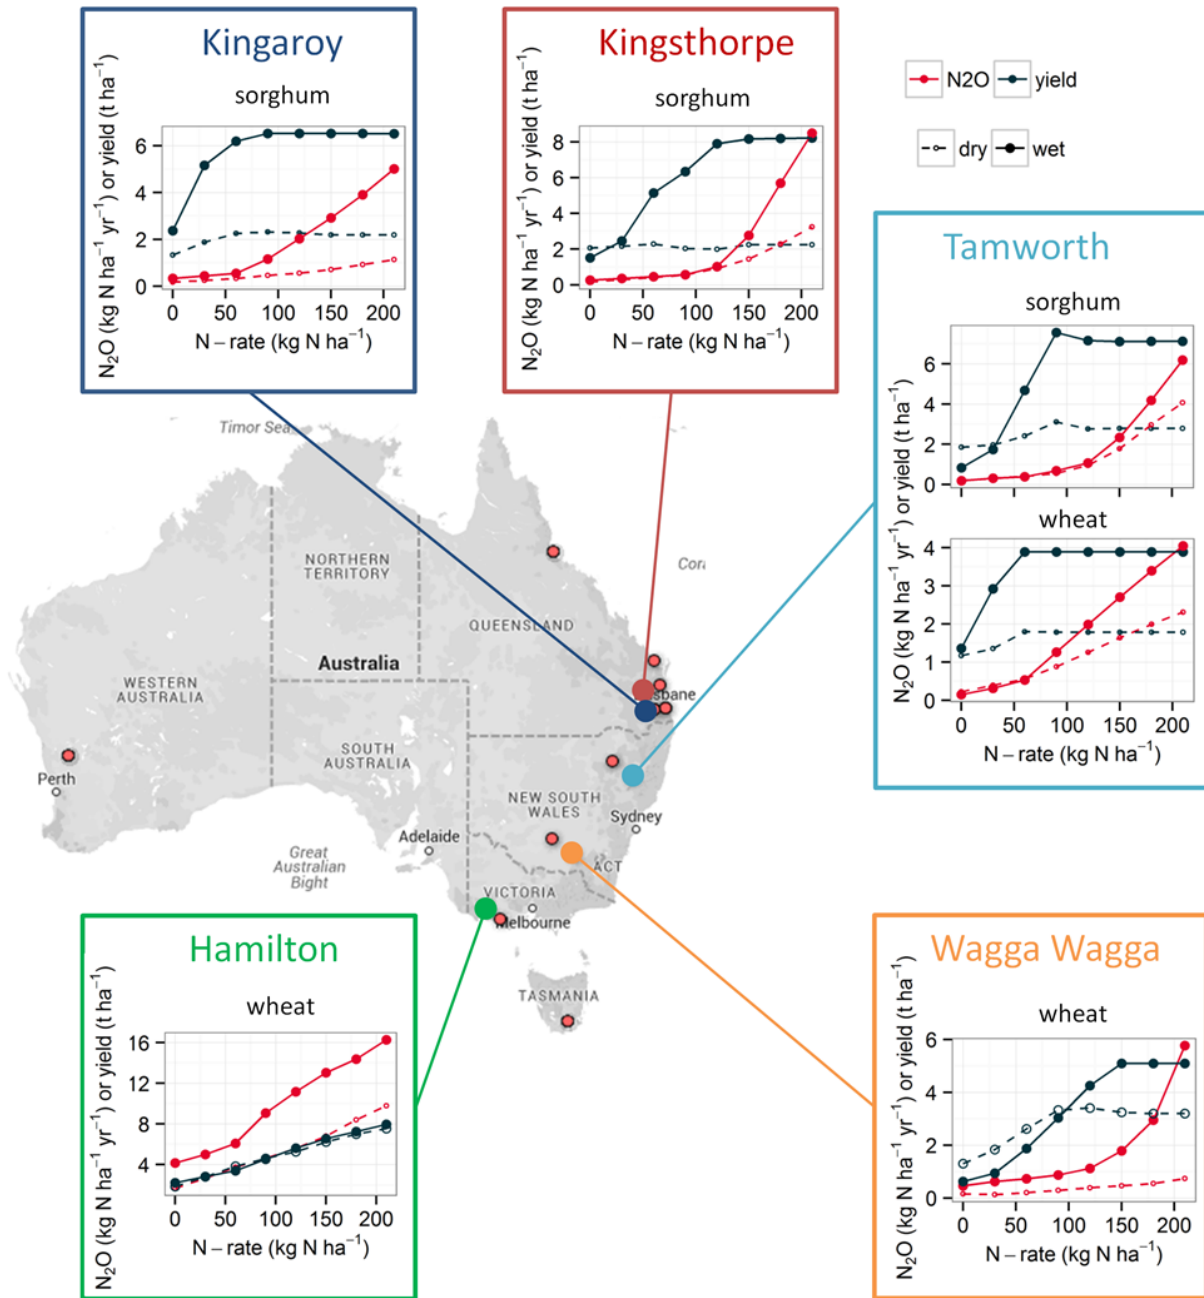 Kingaroy
sorghum
N₂O (kg N ha⁻¹ yr⁻¹) or yield (t ha⁻¹)
6
4
2
0
0 50 100 150 200
N – rate (kg N ha⁻¹)
Kingsthorpe
sorghum
N₂O (kg N ha⁻¹ yr⁻¹) or yield (t ha⁻¹)
8
6
4
2
0
0 50 100 150 200
N – rate (kg N ha⁻¹)
N2O yield
dry wet
Tamworth
sorghum
N₂O (kg N ha⁻¹ yr⁻¹) or yield (t ha⁻¹)
6
4
2
0
wheat
4
3
2
1
0
0 50 100 150 200
N – rate (kg N ha⁻¹)
Timor Sea
NORTHERN
TERRITORY
QUEENSLAND
Australia
WESTERN
AUSTRALIA
SOUTH
AUSTRALIA
sbane
Perth
NEW SOUTH
WALES
Sydney
Adelaide
Great
Australian
Bight
ACT
VICTORIA
Melbourne
TASMANIA
Hamilton
wheat
N₂O (kg N ha⁻¹ yr⁻¹) or yield (t ha⁻¹)
16
12
8
4
0 50 100 150 200
N – rate (kg N ha⁻¹)
Wagga Wagga
wheat
N₂O (kg N ha⁻¹ yr⁻¹) or yield (t ha⁻¹)
6
4
2
0
0 50 100 150 200
N – rate (kg N ha⁻¹)